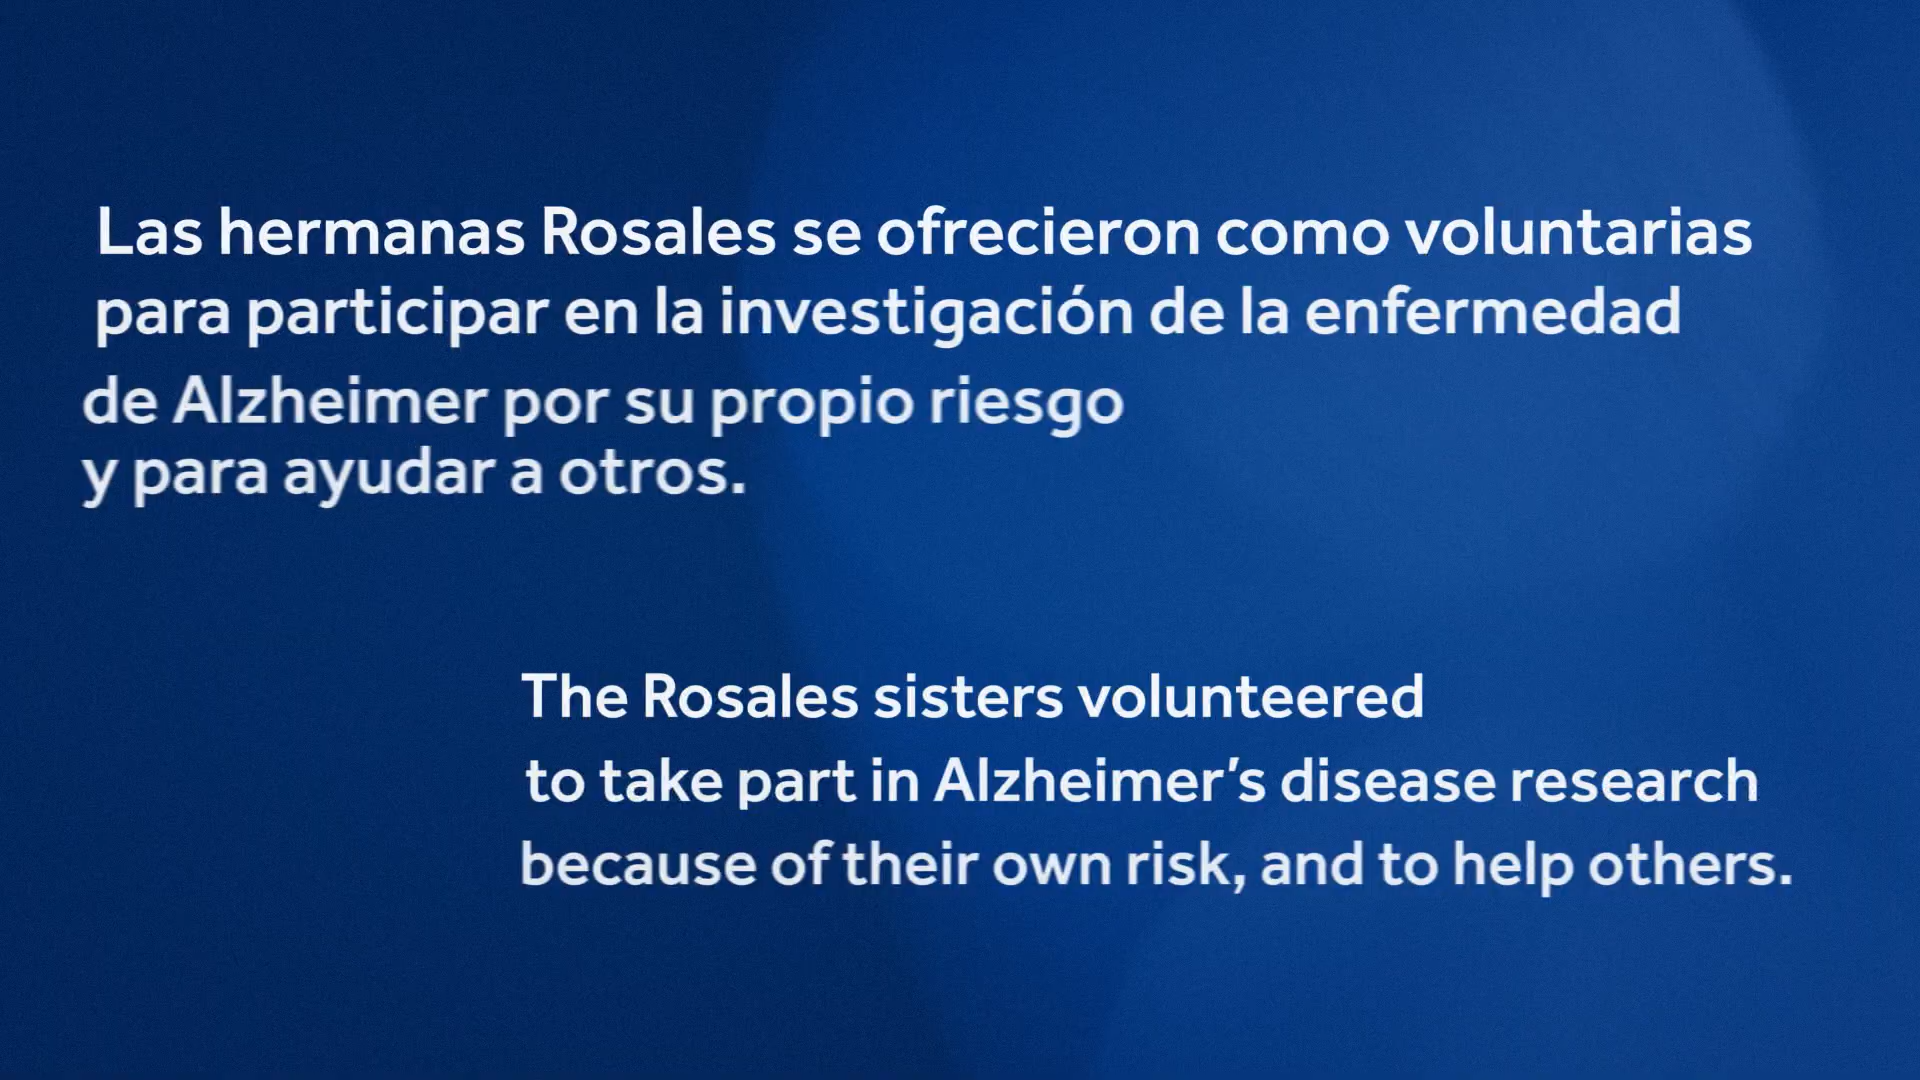 Las hermanas Rosales se ofrecieron como voluntarias
para participar en la investigación de la enfermedad
de Alzheimer por su propio riesgo
y para ayudar a otros.
The Rosales sisters volunteered
to take part in Alzheimer’s disease research
because of their own risk, and to help others.